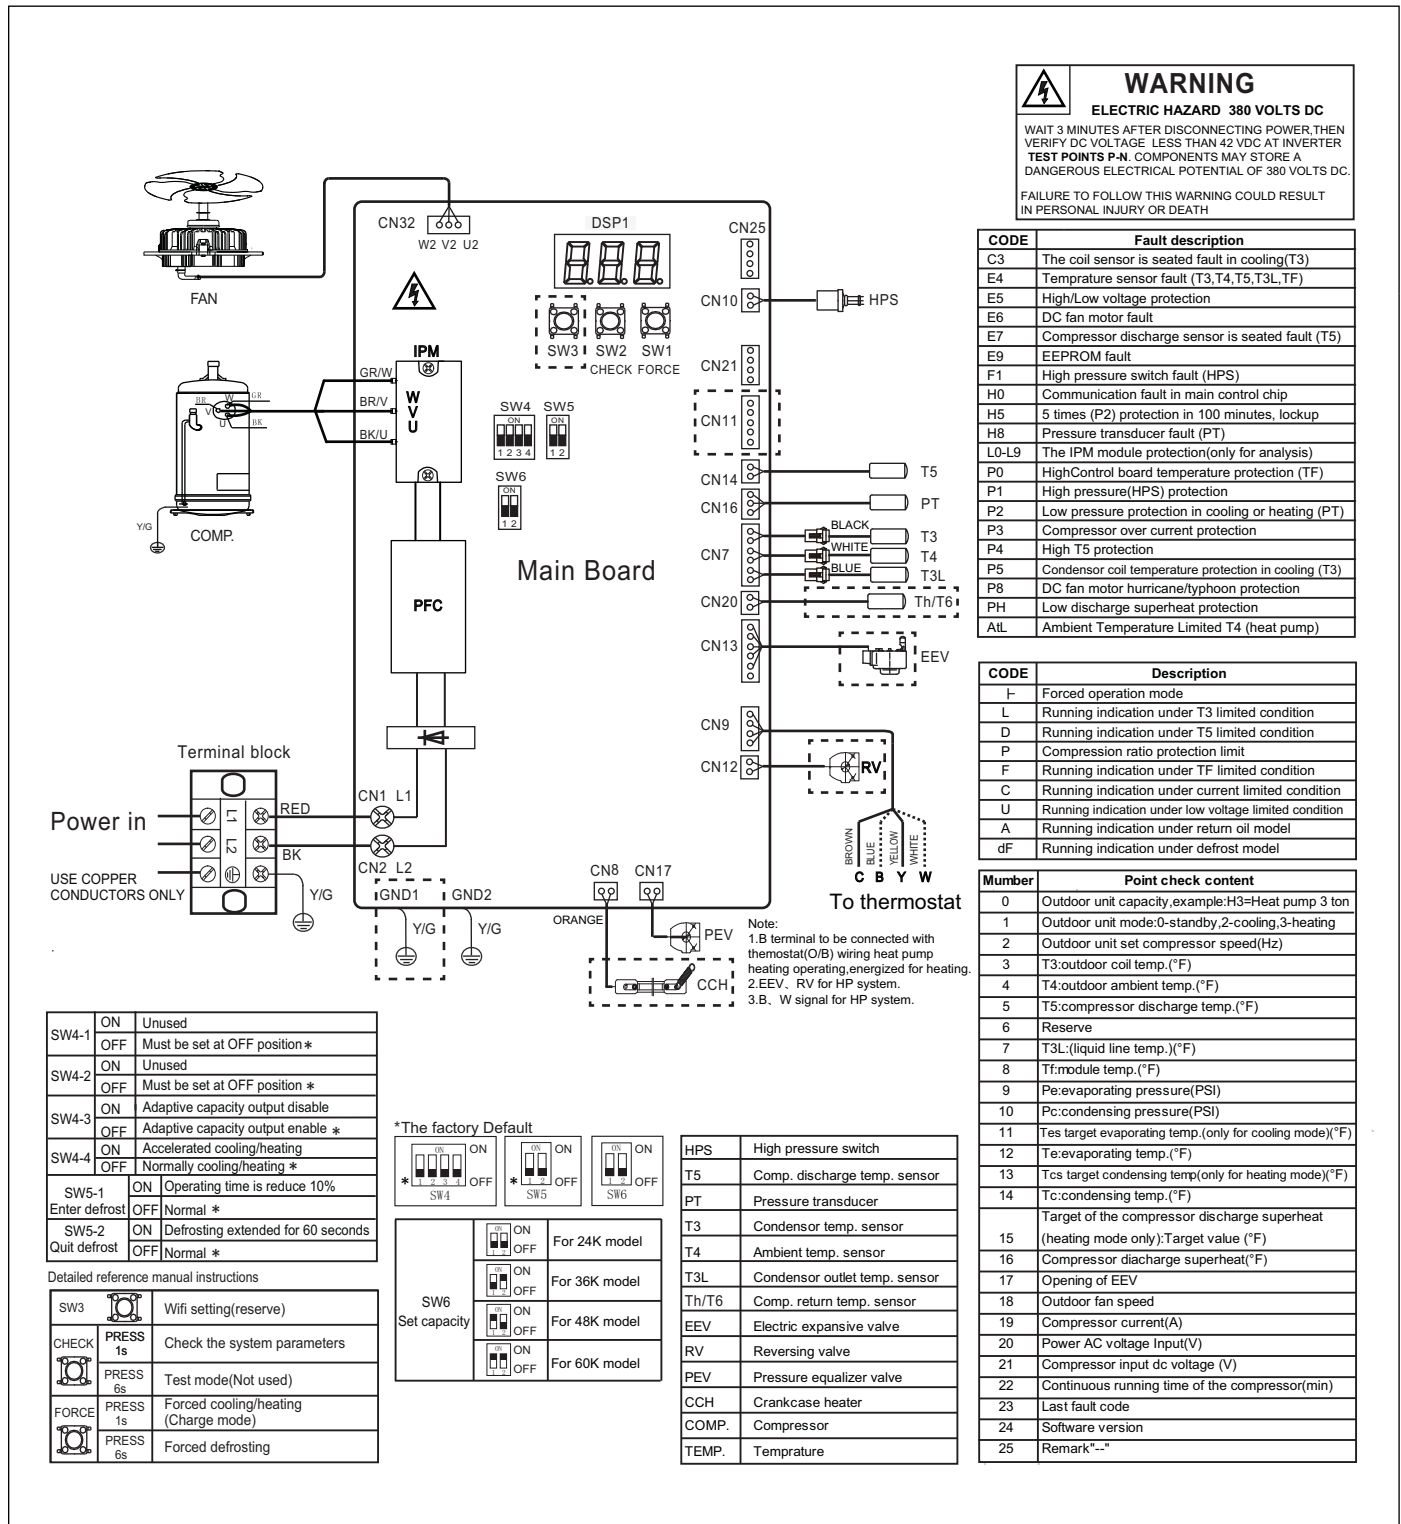 WARNING
ELECTRIC HAZARD 380 VOLTS DC
WAIT 3 MINUTES AFTER DISCONNECTING POWER,THEN
VERIFY DC VOLTAGE LESS THAN 42 VDC AT INVERTER
TEST POINTS P-N. COMPONENTS MAY STORE A
DANGEROUS ELECTRICAL POTENTIAL OF 380 VOLTS DC.
FAILURE TO FOLLOW THIS WARNING COULD RESULT
IN PERSONAL INJURY OR DEATH
FAN
CN32
W2 V2 U2
DSP1
8.8.8.
CN25
CN10
HPS
SW3 SW2 SW1
CHECK FORCE
CN21
CN11
IPM
GR/W
BR/V
BK/U
W
V
U
BR
W
GR
V
U
BK
Y/G
COMP.
SW4
ON
1 2 3 4
SW5
ON
1 2
SW6
ON
1 2
CN14
T5
CN16
PT
CN7
BLACK
T3
WHITE
T4
BLUE
T3L
CN20
Th/T6
CN13
EEV
CN9
CN12
RV
Main Board
PFC
Terminal block
Power in
L1
L2
RED
BK
Y/G
USE COPPER
CONDUCTORS ONLY
CN1 L1
CN2 L2
GND1
GND2
Y/G
Y/G
CN8 CN17
ORANGE
PEV
CCH
BROWN
BLUE
YELLOW
WHITE
C B Y W
To thermostat
Note:
1.B terminal to be connected with
themostat(O/B) wiring heat pump
heating operating,energized for heating.
2.EEV、RV for HP system.
3.B、W signal for HP system.
CODE Fault description
C3 The coil sensor is seated fault in cooling(T3)
E4 Temprature sensor fault (T3,T4,T5,T3L,TF)
E5 High/Low voltage protection
E6 DC fan motor fault
E7 Compressor discharge sensor is seated fault (T5)
E9 EEPROM fault
F1 High pressure switch fault (HPS)
H0 Communication fault in main control chip
H5 5 times (P2) protection in 100 minutes, lockup
H8 Pressure transducer fault (PT)
L0-L9 The IPM module protection(only for analysis)
P0 HighControl board temperature protection (TF)
P1 High pressure(HPS) protection
P2 Low pressure protection in cooling or heating (PT)
P3 Compressor over current protection
P4 High T5 protection
P5 Condensor coil temperature protection in cooling (T3)
P8 DC fan motor hurricane/typhoon protection
PH Low discharge superheat protection
AtL Ambient Temperature Limited T4 (heat pump)
CODE Description
⊢ Forced operation mode
L Running indication under T3 limited condition
D Running indication under T5 limited condition
P Compression ratio protection limit
F Running indication under TF limited condition
C Running indication under current limited condition
U Running indication under low voltage limited condition
A Running indication under return oil model
dF Running indication under defrost model
Mumber Point check content
0 Outdoor unit capacity,example:H3=Heat pump 3 ton
1 Outdoor unit mode:0-standby,2-cooling,3-heating
2 Outdoor unit set compressor speed(Hz)
3 T3:outdoor coil temp.(°F)
4 T4:outdoor ambient temp.(°F)
5 T5:compressor discharge temp.(°F)
6 Reserve
7 T3L:(liquid line temp.)(°F)
8 Tf:module temp.(°F)
9 Pe:evaporating pressure(PSI)
10 Pc:condensing pressure(PSI)
11 Tes target evaporating temp.(only for cooling mode)(°F)
12 Te:evaporating temp.(°F)
13 Tcs target condensing temp(only for heating mode)(°F)
14 Tc:condensing temp.(°F)
Target of the compressor discharge superheat
15 (heating mode only):Target value (°F)
16 Compressor diacharge superheat(°F)
17 Opening of EEV
18 Outdoor fan speed
19 Compressor current(A)
20 Power AC voltage Input(V)
21 Compressor input dc voltage (V)
22 Continuous running time of the compressor(min)
23 Last fault code
24 Software version
25 Remark"--"
SW4-1 ON Unused
OFF Must be set at OFF position*
SW4-2 ON Unused
OFF Must be set at OFF position *
SW4-3 ON Adaptive capacity output disable
OFF Adaptive capacity output enable *
SW4-4 ON Accelerated cooling/heating
OFF Normally cooling/heating *
SW5-1 ON Operating time is reduce 10%
Enter defrost OFF Normal *
SW5-2 ON Defrosting extended for 60 seconds
Quit defrost OFF Normal *
Detailed reference manual instructions
SW3 Wifi setting(reserve)
CHECK PRESS 1s Check the system parameters
PRESS 6s Test mode(Not used)
FORCE PRESS 1s Forced cooling/heating
(Charge mode)
PRESS 6s Forced defrosting
*The factory Default
ON ON
* 1 2 3 4 OFF
SW4
ON ON
* 1 2 OFF
SW5
ON ON
1 2 OFF
SW6
SW6
Set capacity
ON ON
1 2 OFF
For 24K model
ON ON
1 2 OFF
For 36K model
ON ON
1 2 OFF
For 48K model
ON ON
1 2 OFF
For 60K model
HPS High pressure switch
T5 Comp. discharge temp. sensor
PT Pressure transducer
T3 Condensor temp. sensor
T4 Ambient temp. sensor
T3L Condensor outlet temp. sensor
Th/T6 Comp. return temp. sensor
EEV Electric expansive valve
RV Reversing valve
PEV Pressure equalizer valve
CCH Crankcase heater
COMP. Compressor
TEMP. Temprature